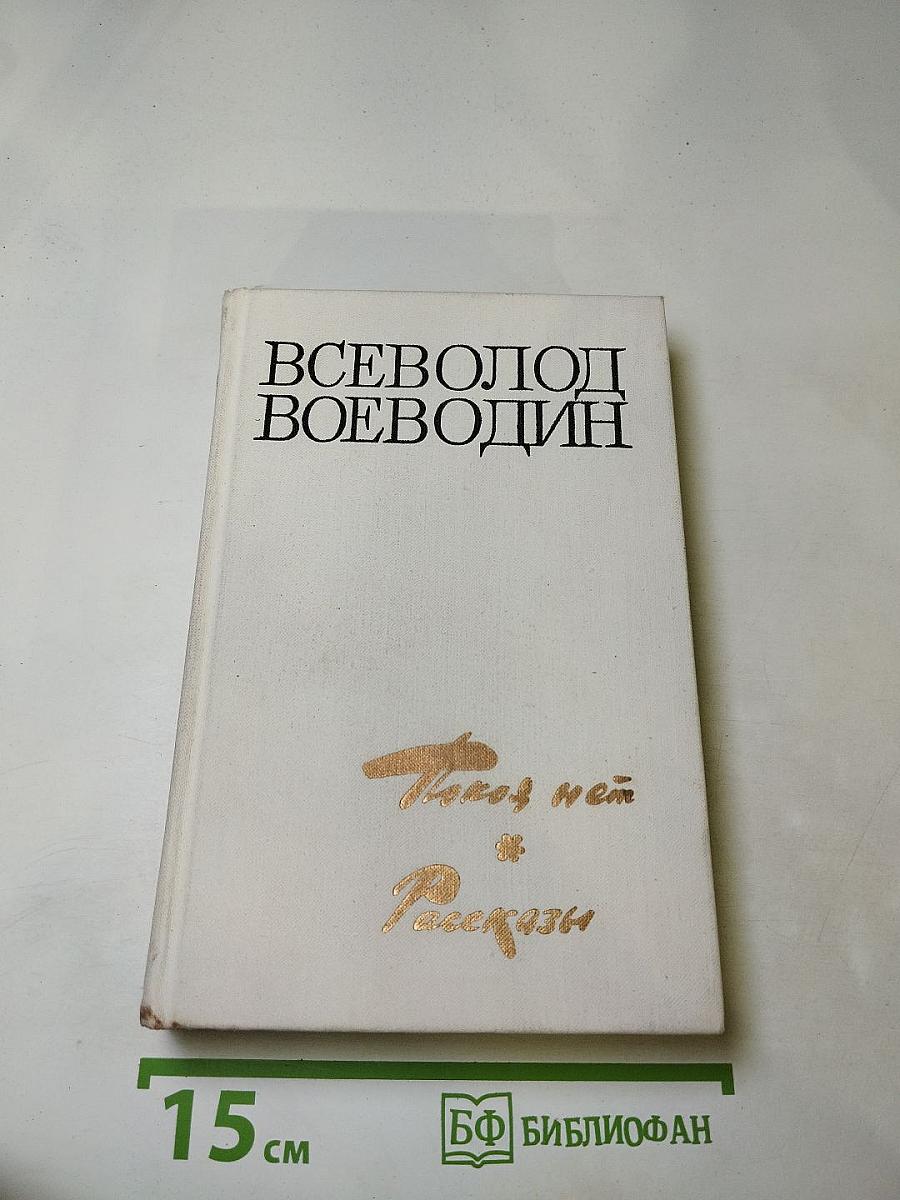 ВСЕВОЛОД
ВОЕВОДИН
Покоя нет
Рассказы
15 см
БФ БИБЛИОФАН